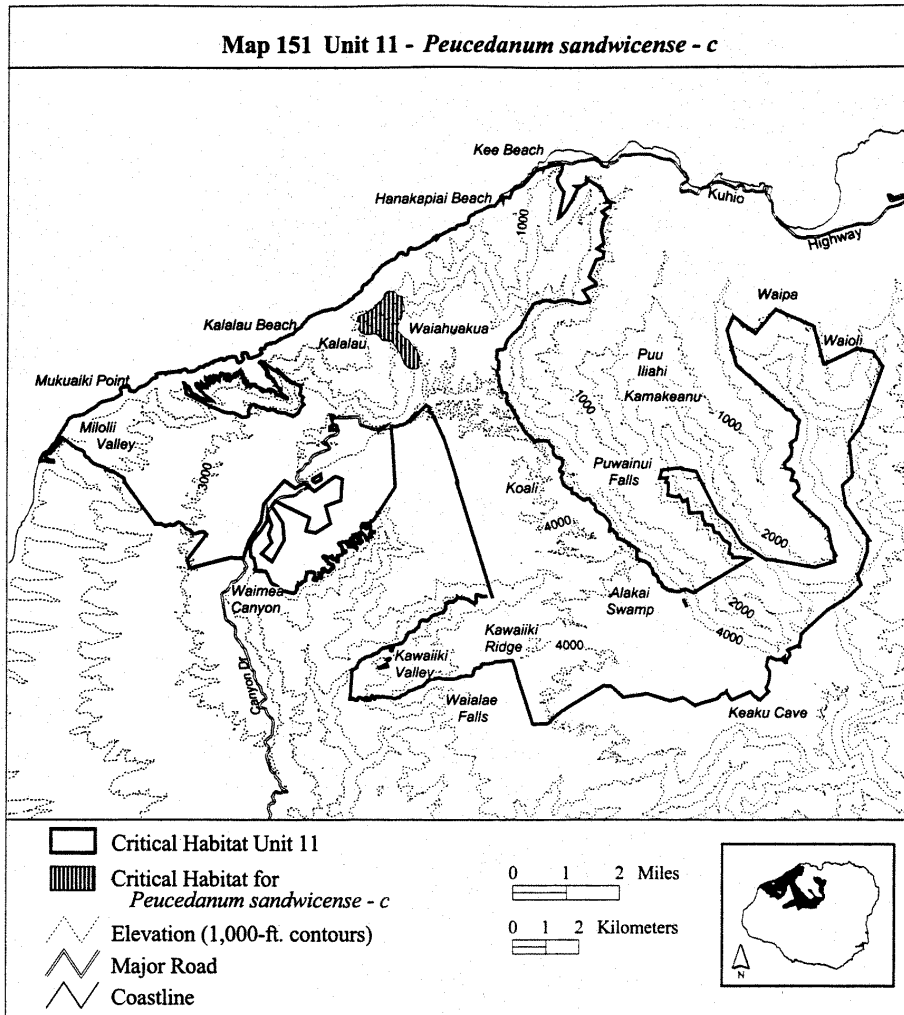 Map 151 Unit 11 - Peucedanum sandwicense - c
Kee Beach
Hanakapiai Beach
Kuhio
Highway
1000
Waipa
Kalalau Beach
Kalalau
Waiahuakua
Waioli
Puu
Iliahi
Mukuaiki Point
Kamakeanu
1000
1000
Milolii
Valley
3000
Puwainui
Falls
Koali
4000
2000
Waimea
Canyon
Alakai
Swamp
2000
4000
Kawaiiki
Ridge
4000
Kawaiiki
Valley
Canyon Dr
Waialae
Falls
Keaku Cave
Critical Habitat Unit 11
Critical Habitat for
Peucedanum sandwicense - c
Elevation (1,000-ft. contours)
Major Road
Coastline
0 1 2 Miles
0 1 2 Kilometers
N